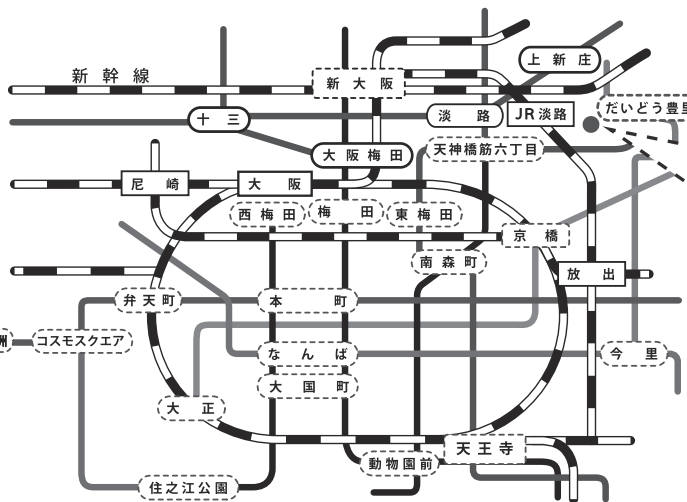 上新庄
新幹線
新大阪
だいどう豊里
淡路
JR淡路
十三
天神橋筋六丁目
大阪梅田
尼崎
大阪
西梅田
梅田
東梅田
京橋
南森町
放出
弁天町
本町
洲
コスモスクエア
なんば
今里
大国町
大正
天王寺
動物園前
住之江公園